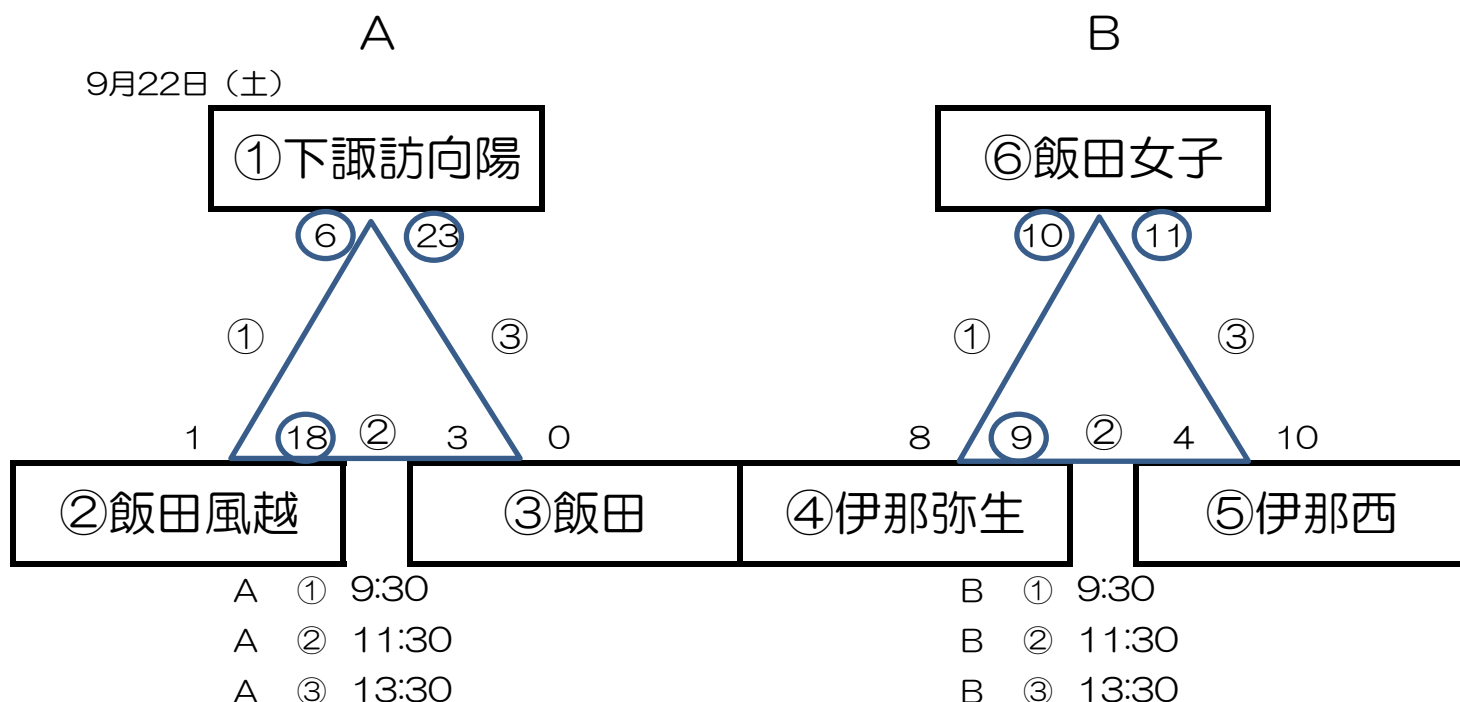 A B
9月22日（土）
①下諏訪向陽 ⑥飯田女子
6 23 10 11
① ③ ① ③
1 18 ② 3 0 8 9 ② 4 10
②飯田風越 ③飯田 ④伊那弥生 ⑤伊那西
A ① 9:30 B ① 9:30
A ② 11:30 B ② 11:30
A ③ 13:30 B ③ 13:30